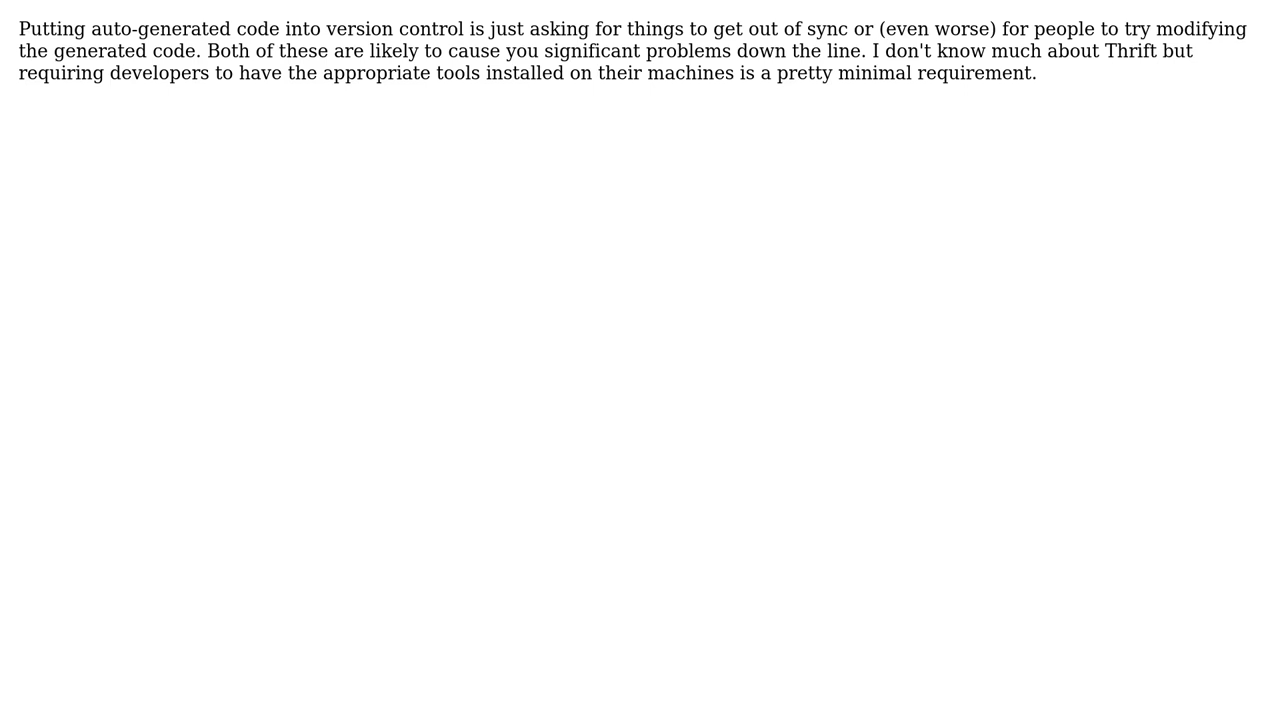 Putting auto-generated code into version control is just asking for things to get out of sync or (even worse) for people to try modifying
the generated code. Both of these are likely to cause you significant problems down the line. I don't know much about Thrift but
requiring developers to have the appropriate tools installed on their machines is a pretty minimal requirement.